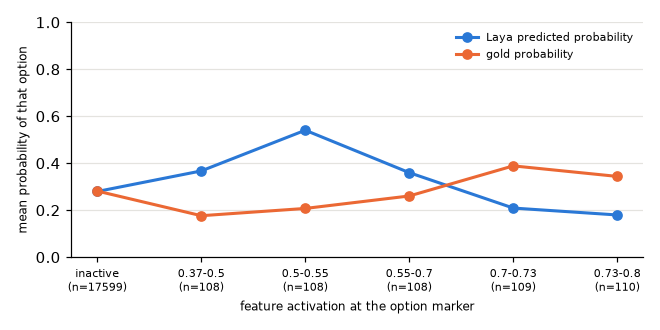 1.0
0.8
0.6
0.4
0.2
0.0
mean probability of that option
Laya predicted probability
gold probability
inactive
(n=17599)
0.37-0.5
(n=108)
0.5-0.55
(n=108)
0.55-0.7
(n=108)
0.7-0.73
(n=109)
0.73-0.8
(n=110)
feature activation at the option marker